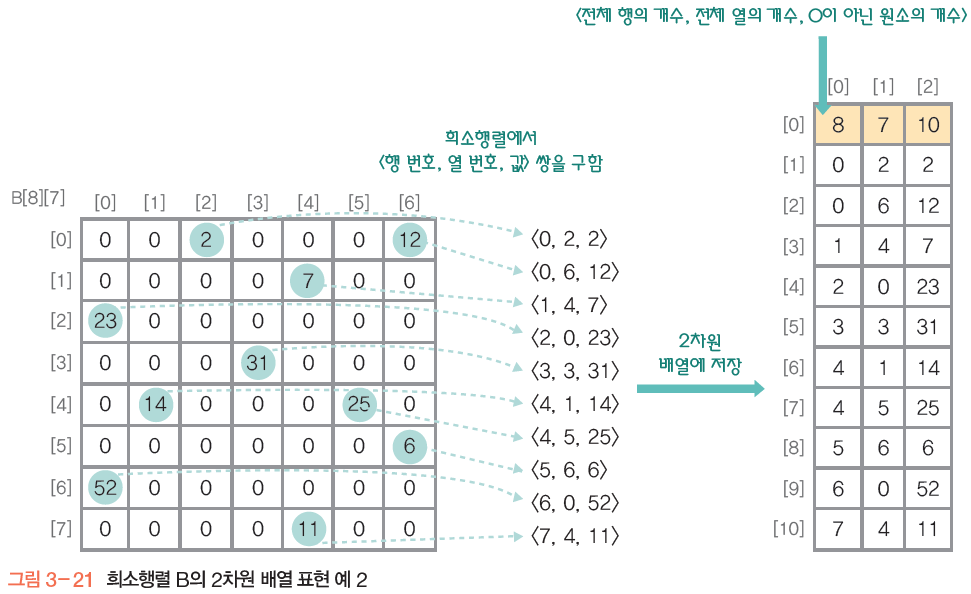 〈전체 행의 개수, 전체 열의 개수, 0이 아닌 원소의 개수〉
희소행렬에서
〈행 번호, 열 번호, 값〉 쌍을 구함
B[8][7] [0] [1] [2] [3] [4] [5] [6]
[0] 0 0 2 0 0 0 12
[1] 0 0 0 0 7 0 0
[2] 23 0 0 0 0 0 0
[3] 0 0 0 31 0 0 0
[4] 0 14 0 0 0 25 0
[5] 0 0 0 0 0 0 6
[6] 52 0 0 0 0 0 0
[7] 0 0 0 0 11 0 0
〈0, 2, 2〉
〈0, 6, 12〉
〈1, 4, 7〉
〈2, 0, 23〉
〈3, 3, 31〉
〈4, 1, 14〉
〈4, 5, 25〉
〈5, 6, 6〉
〈6, 0, 52〉
〈7, 4, 11〉
2차원
배열에 저장
[0] [1] [2]
[0] 8 7 10
[1] 0 2 2
[2] 0 6 12
[3] 1 4 7
[4] 2 0 23
[5] 3 3 31
[6] 4 1 14
[7] 4 5 25
[8] 5 6 6
[9] 6 0 52
[10] 7 4 11
그림 3-21 희소행렬 B의 2차원 배열 표현 예 2